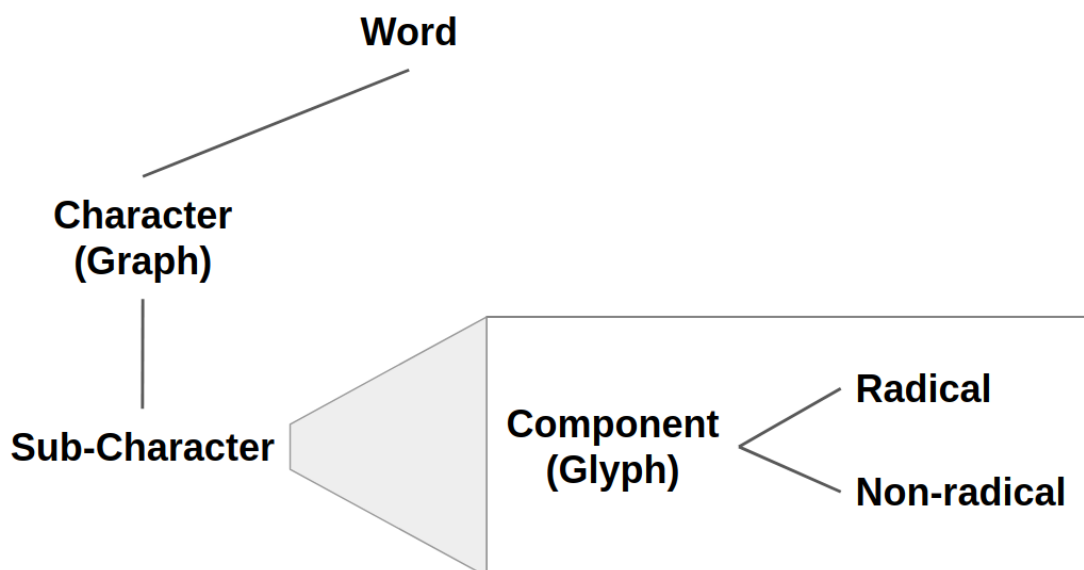 Word
Character
(Graph)
Sub-Character
Component
(Glyph)
Radical
Non-radical